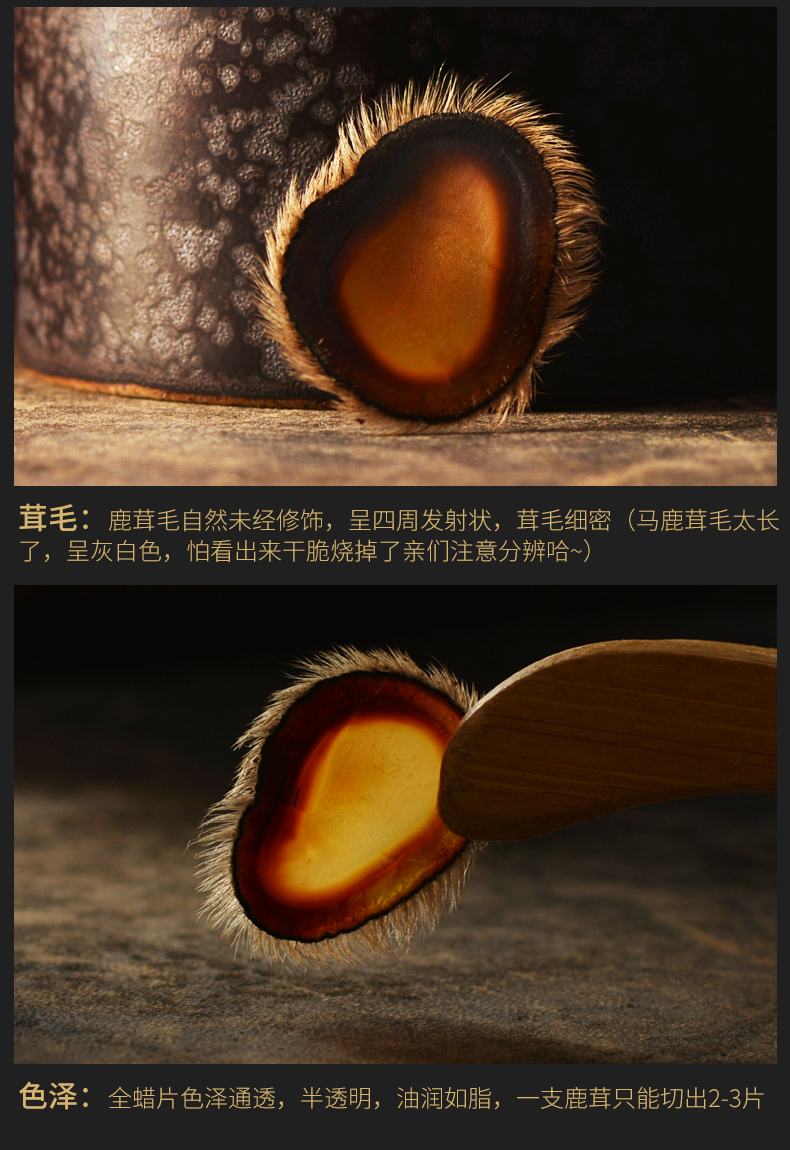 茸毛：鹿茸毛自然未经修饰，呈四周发射状，茸毛细密（马鹿茸毛太长
了，呈灰白色，怕看出来干脆烧掉了亲们注意分辨哈~）
色泽：全蜡片色泽通透，半透明，油润如脂，一支鹿茸只能切出2-3片